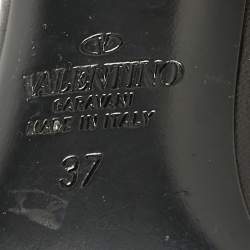 VALENTINO
GARAVANI
MADE IN ITALY
37